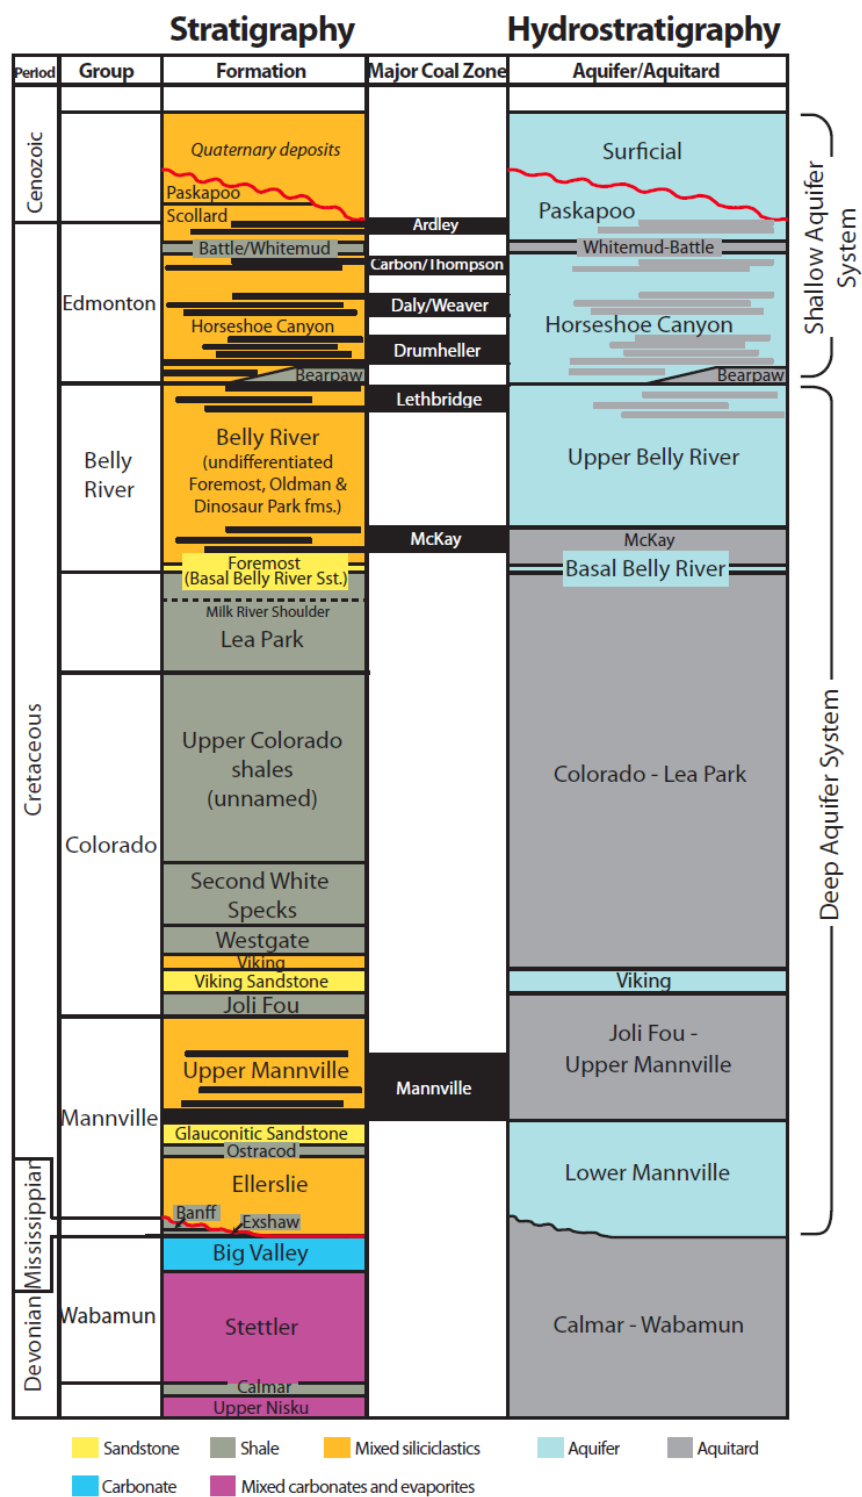 Stratigraphy
Hydrostratigraphy
Period
Group
Formation
Major Coal Zone
Aquifer/Aquitard
Cenozoic
Cretaceous
Mississippian
Devonian
Edmonton
Belly
River
Colorado
Mannville
Wabamun
Quaternary deposits
Paskapoo
Scollard
Battle/Whitemud
Horseshoe Canyon
Bearpaw
Belly River
(undifferentiated
Foremost, Oldman &
Dinosaur Park fms.)
Foremost
(Basal Belly River Sst.)
Milk River Shoulder
Lea Park
Upper Colorado
shales
(unnamed)
Second White
Specks
Westgate
Viking
Viking Sandstone
Joli Fou
Upper Mannville
Glauconitic Sandstone
Ostracod
Ellerslie
Banff
Exshaw
Big Valley
Stettler
Calmar
Upper Nisku
Ardley
Carbon/Thompson
Daly/Weaver
Drumheller
Lethbridge
McKay
Mannville
Surficial
Paskapoo
Whitemud-Battle
Horseshoe Canyon
Bearpaw
Upper Belly River
McKay
Basal Belly River
Colorado - Lea Park
Viking
Joli Fou -
Upper Mannville
Lower Mannville
Calmar - Wabamun
Shallow Aquifer
System
Deep Aquifer System
Sandstone
Shale
Mixed siliciclastics
Aquifer
Aquitard
Carbonate
Mixed carbonates and evaporites